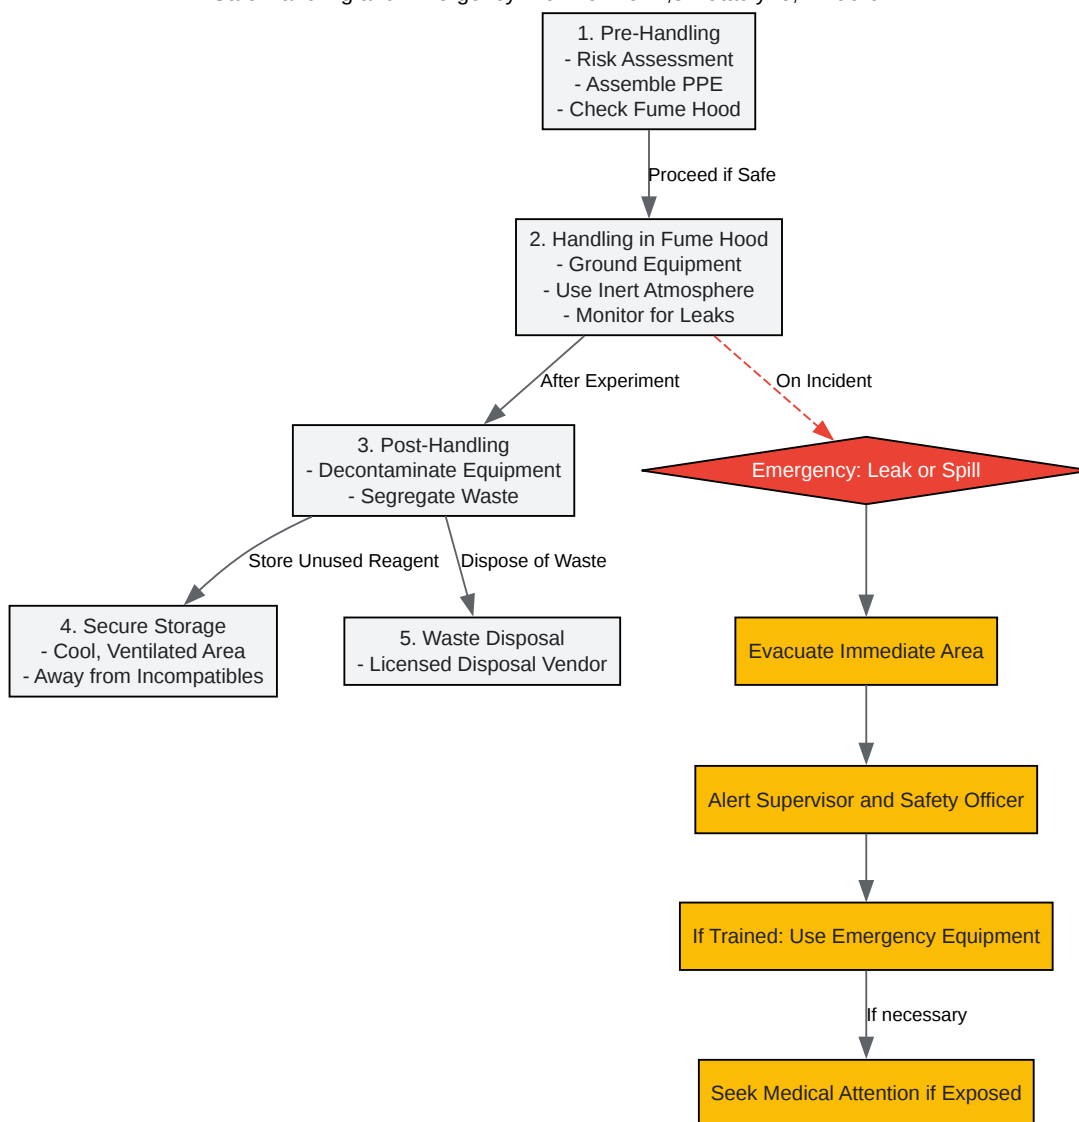 1. Pre-Handling
- Risk Assessment
- Assemble PPE
- Check Fume Hood
Proceed if Safe
2. Handling in Fume Hood
- Ground Equipment
- Use Inert Atmosphere
- Monitor for Leaks
After Experiment
On Incident
3. Post-Handling
- Decontaminate Equipment
- Segregate Waste
Emergency: Leak or Spill
Store Unused Reagent
Dispose of Waste
4. Secure Storage
- Cool, Ventilated Area
- Away from Incompatibles
5. Waste Disposal
- Licensed Disposal Vendor
Evacuate Immediate Area
Alert Supervisor and Safety Officer
If Trained: Use Emergency Equipment
If necessary
Seek Medical Attention if Exposed